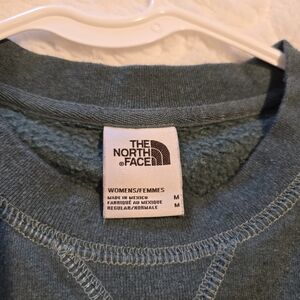 THE
NORTH
®FACE
WOMENS/FEMMES
MADE IN MEXICO M
FABRIQUÉ AU MEXIQUE
REGULAR/NORMALE M